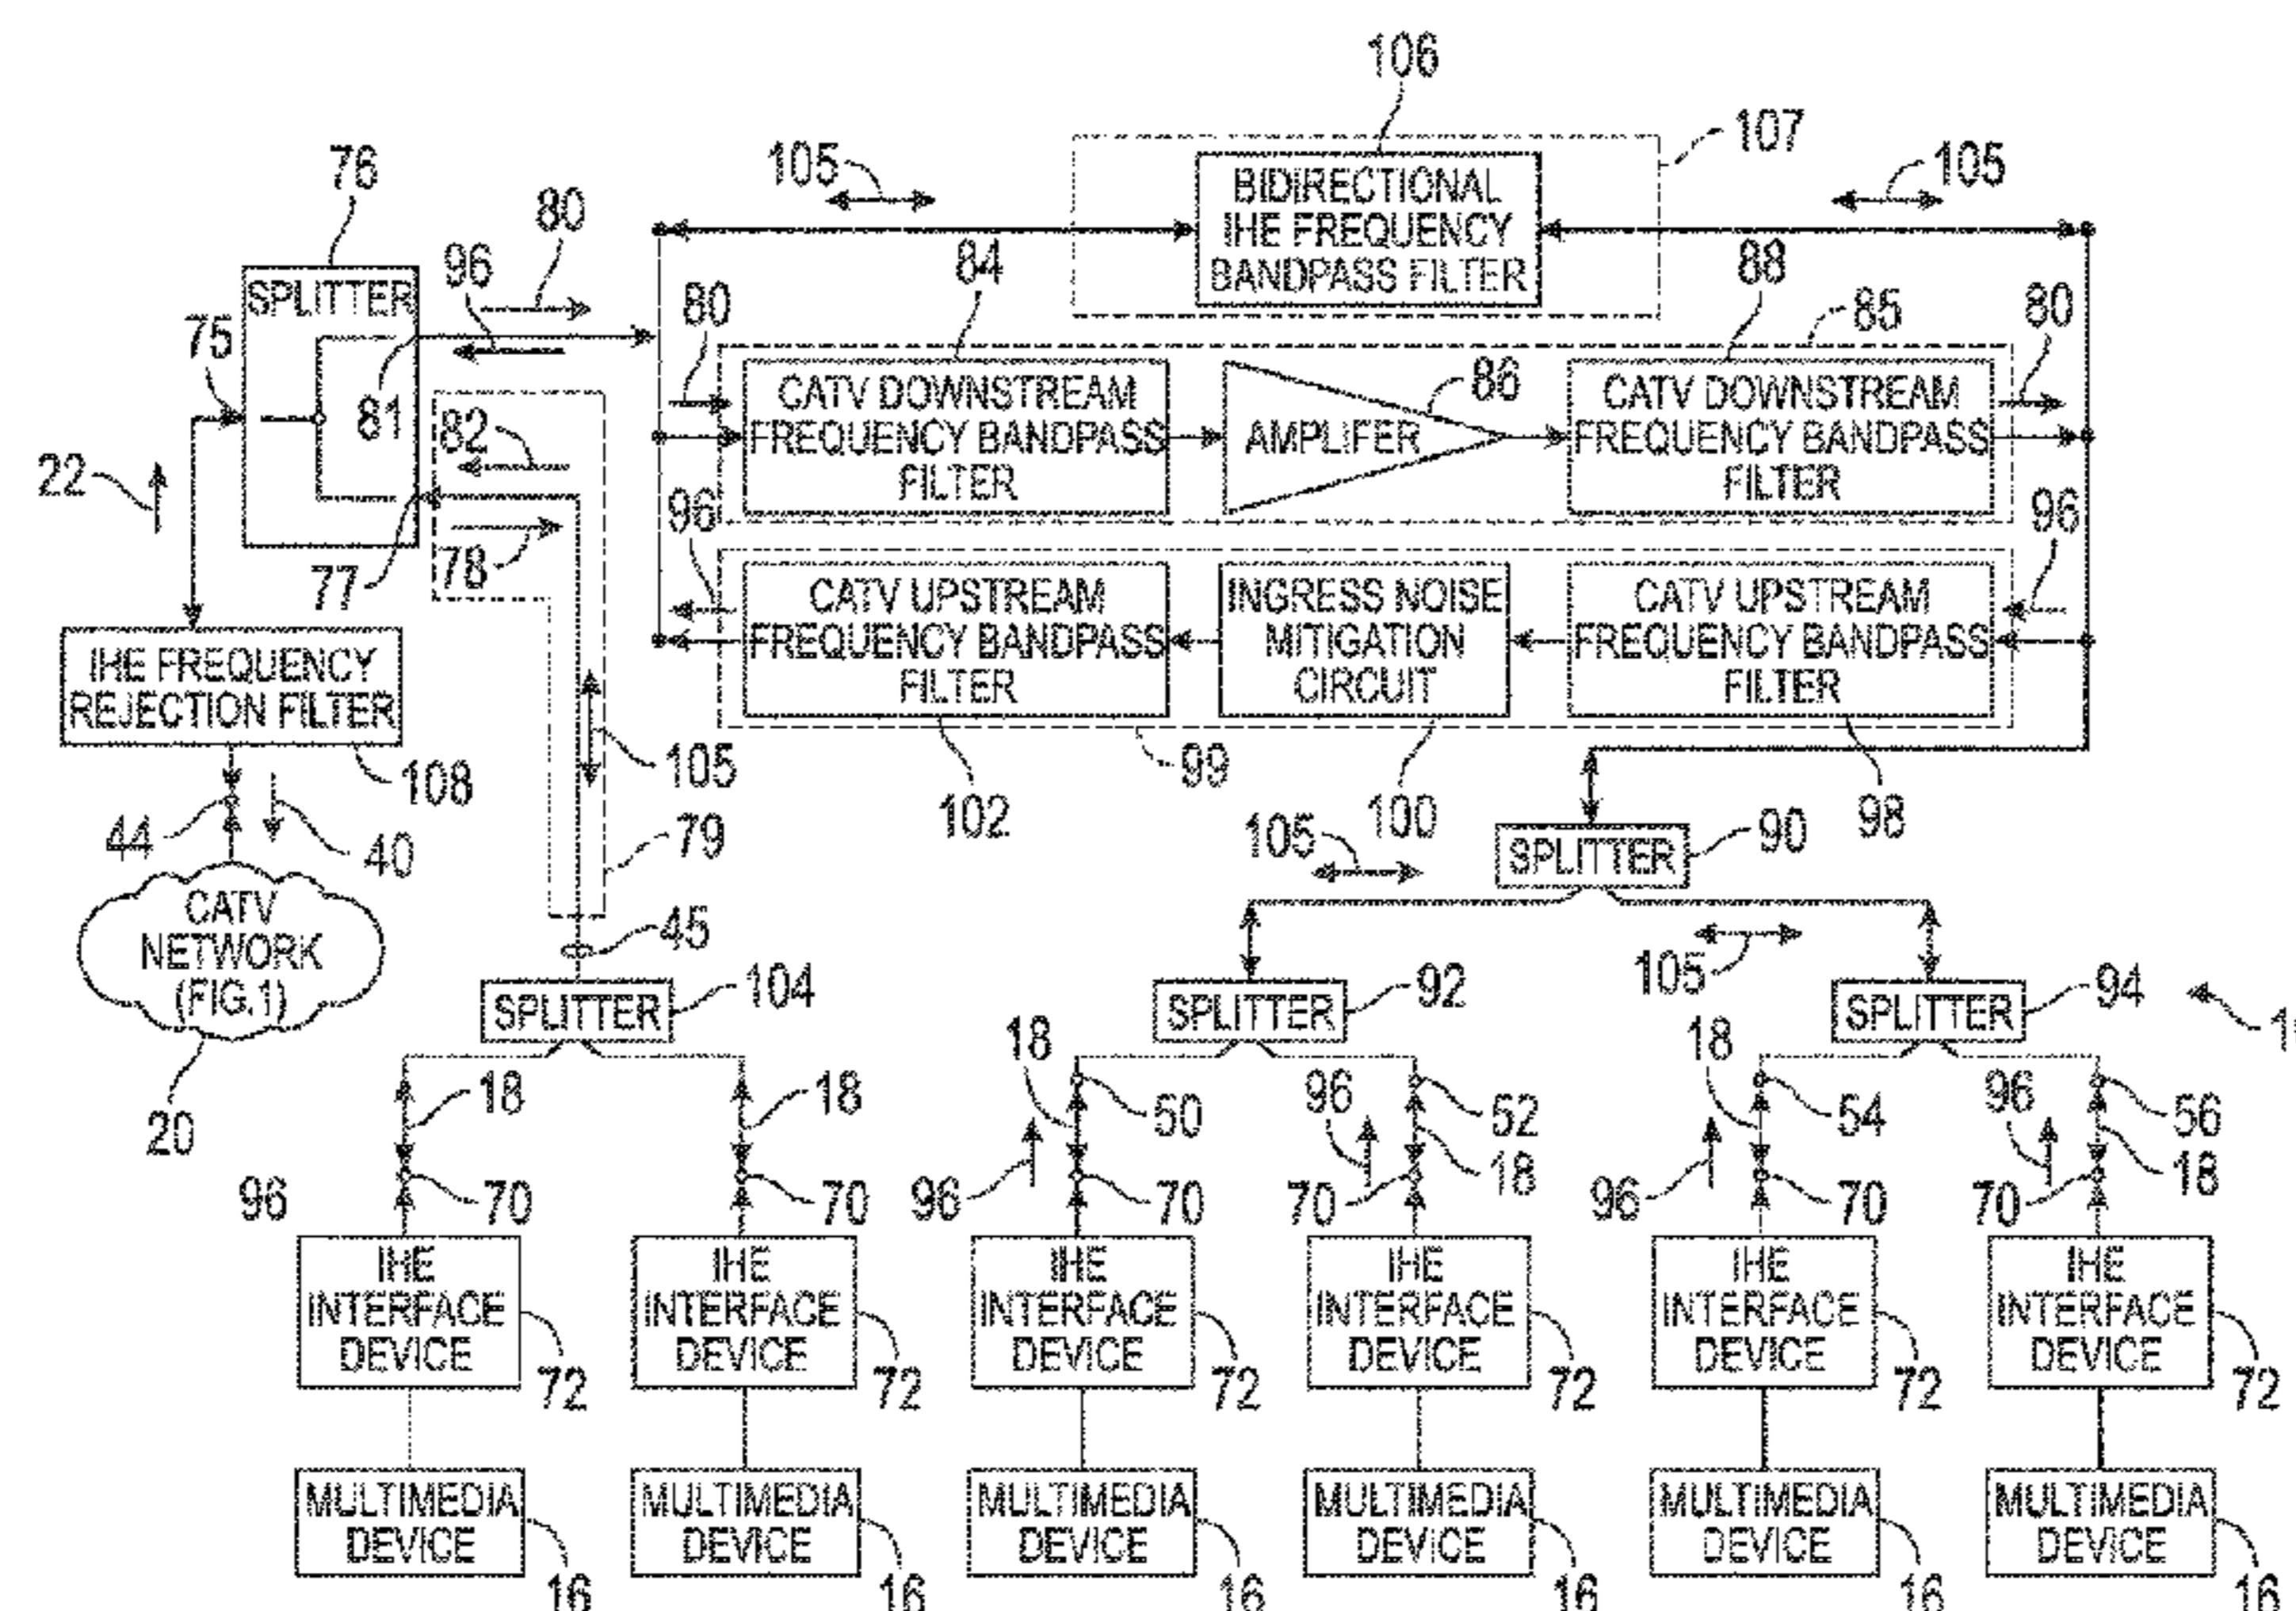 106
107
105
105
76
80
BIDIRECTIONAL
IHE FREQUENCY
BANDPASS FILTER
96
84
88
SPLITTER
80
85
80
75
81
82
CATV DOWNSTREAM
FREQUENCY BANDPASS
FILTER
AMPLIFER
86
CATV DOWNSTREAM
FREQUENCY BANDPASS
FILTER
22
96
96
78
77
CATV UPSTREAM
FREQUENCY BANDPASS
FILTER
INGRESS NOISE
MITIGATION
CIRCUIT
CATV UPSTREAM
FREQUENCY BANDPASS
FILTER
96
IHE FREQUENCY
REJECTION FILTER
108
105
99
102
100
98
44
40
79
105
SPLITTER
90
CATV
NETWORK
(FIG.1)
45
105
20
SPLITTER
104
SPLITTER
92
SPLITTER
94
18
18
18
50
96
52
18
18
54
96
56
18
96
70
70
96
70
70
96
70
70
IHE
INTERFACE
DEVICE
72
IHE
INTERFACE
DEVICE
72
IHE
INTERFACE
DEVICE
72
IHE
INTERFACE
DEVICE
72
IHE
INTERFACE
DEVICE
72
IHE
INTERFACE
DEVICE
72
MULTIMEDIA
DEVICE
16
MULTIMEDIA
DEVICE
16
MULTIMEDIA
DEVICE
16
MULTIMEDIA
DEVICE
16
MULTIMEDIA
DEVICE
16
MULTIMEDIA
DEVICE
16